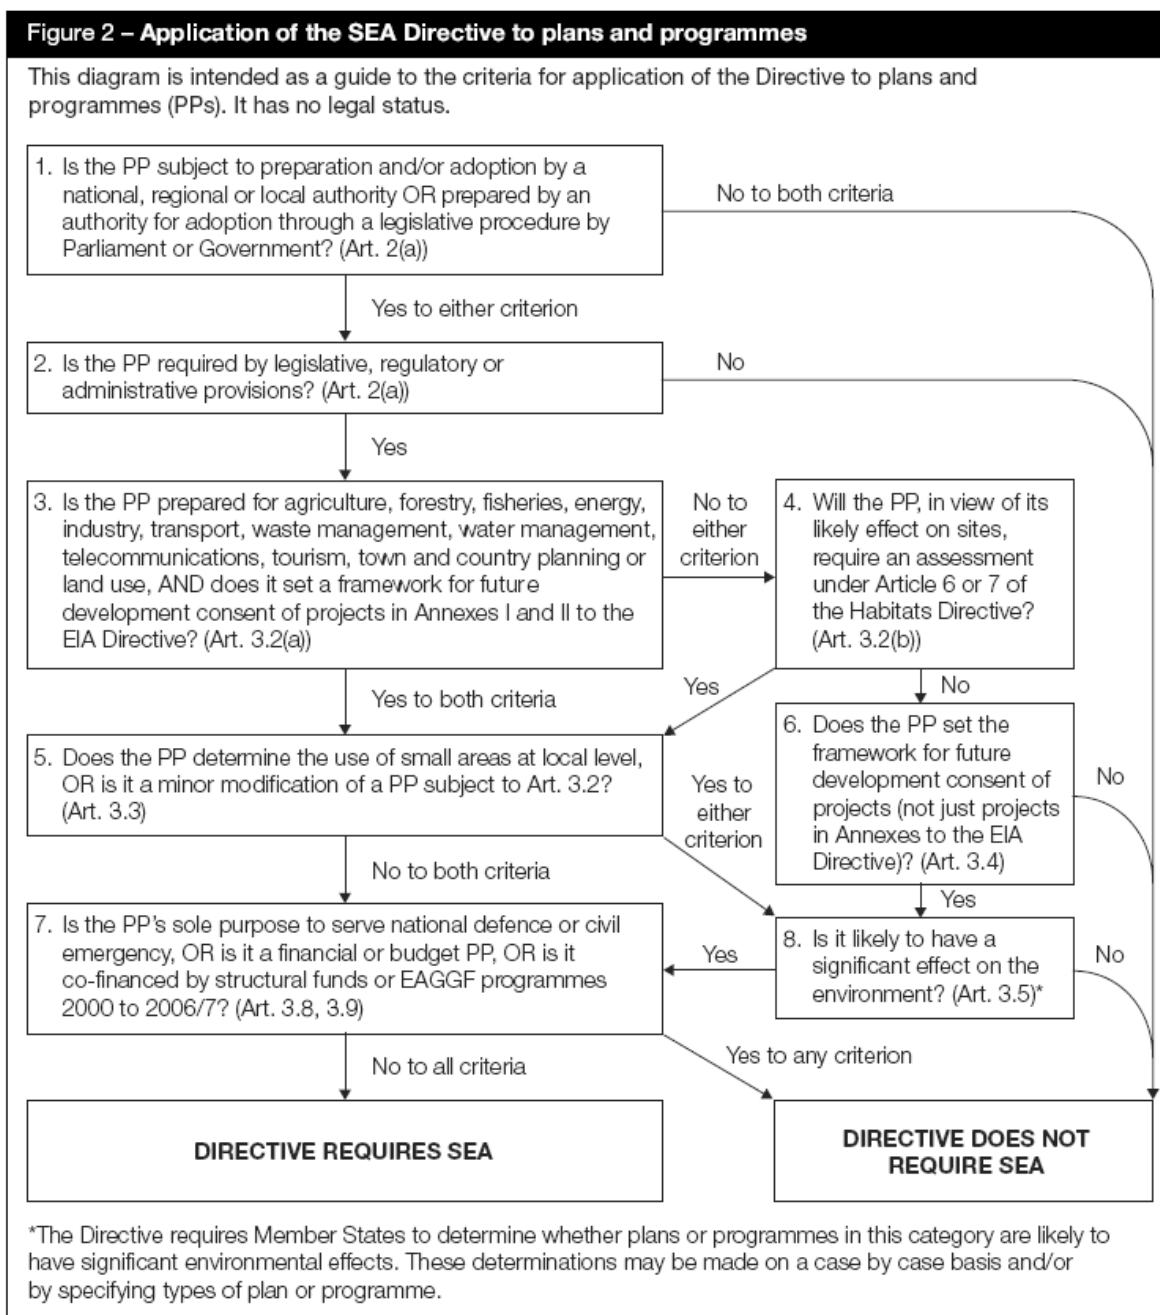 Figure 2 – Application of the SEA Directive to plans and programmes
This diagram is intended as a guide to the criteria for application of the Directive to plans and
programmes (PPs). It has no legal status.
1. Is the PP subject to preparation and/or adoption by a
national, regional or local authority OR prepared by an
authority for adoption through a legislative procedure by
Parliament or Government? (Art. 2(a))
No to both criteria
Yes to either criterion
2. Is the PP required by legislative, regulatory or
administrative provisions? (Art. 2(a))
No
Yes
3. Is the PP prepared for agriculture, forestry, fisheries, energy,
industry, transport, waste management, water management,
telecommunications, tourism, town and country planning or
land use, AND does it set a framework for future
development consent of projects in Annexes I and II to the
EIA Directive? (Art. 3.2(a))
No to
either
criterion
4. Will the PP, in view of its
likely effect on sites,
require an assessment
under Article 6 or 7 of
the Habitats Directive?
(Art. 3.2(b))
Yes to both criteria
Yes
No
5. Does the PP determine the use of small areas at local level,
OR is it a minor modification of a PP subject to Art. 3.2?
(Art. 3.3)
Yes to
either
criterion
6. Does the PP set the
framework for future
development consent of
projects (not just projects
in Annexes to the EIA
Directive)? (Art. 3.4)
No
No to both criteria
Yes
7. Is the PP's sole purpose to serve national defence or civil
emergency, OR is it a financial or budget PP, OR is it
co-financed by structural funds or EAGGF programmes
2000 to 2006/7? (Art. 3.8, 3.9)
Yes
8. Is it likely to have a
significant effect on the
environment? (Art. 3.5)*
No
No to all criteria
Yes to any criterion
DIRECTIVE REQUIRES SEA
DIRECTIVE DOES NOT
REQUIRE SEA
*The Directive requires Member States to determine whether plans or programmes in this category are likely to
have significant environmental effects. These determinations may be made on a case by case basis and/or
by specifying types of plan or programme.